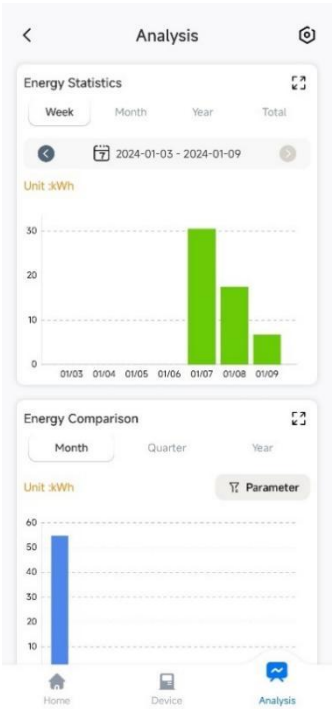 Analysis
Energy Statistics
Week Month Year Total
7 2024-01-03 - 2024-01-09
Unit :kWh
30
20
10
0
01/03 01/04 01/05 01/06 01/07 01/08 01/09
Energy Comparison
Month Quarter Year
Unit :kWh
Parameter
60
50
40
30
20
10
Home Device Analysis